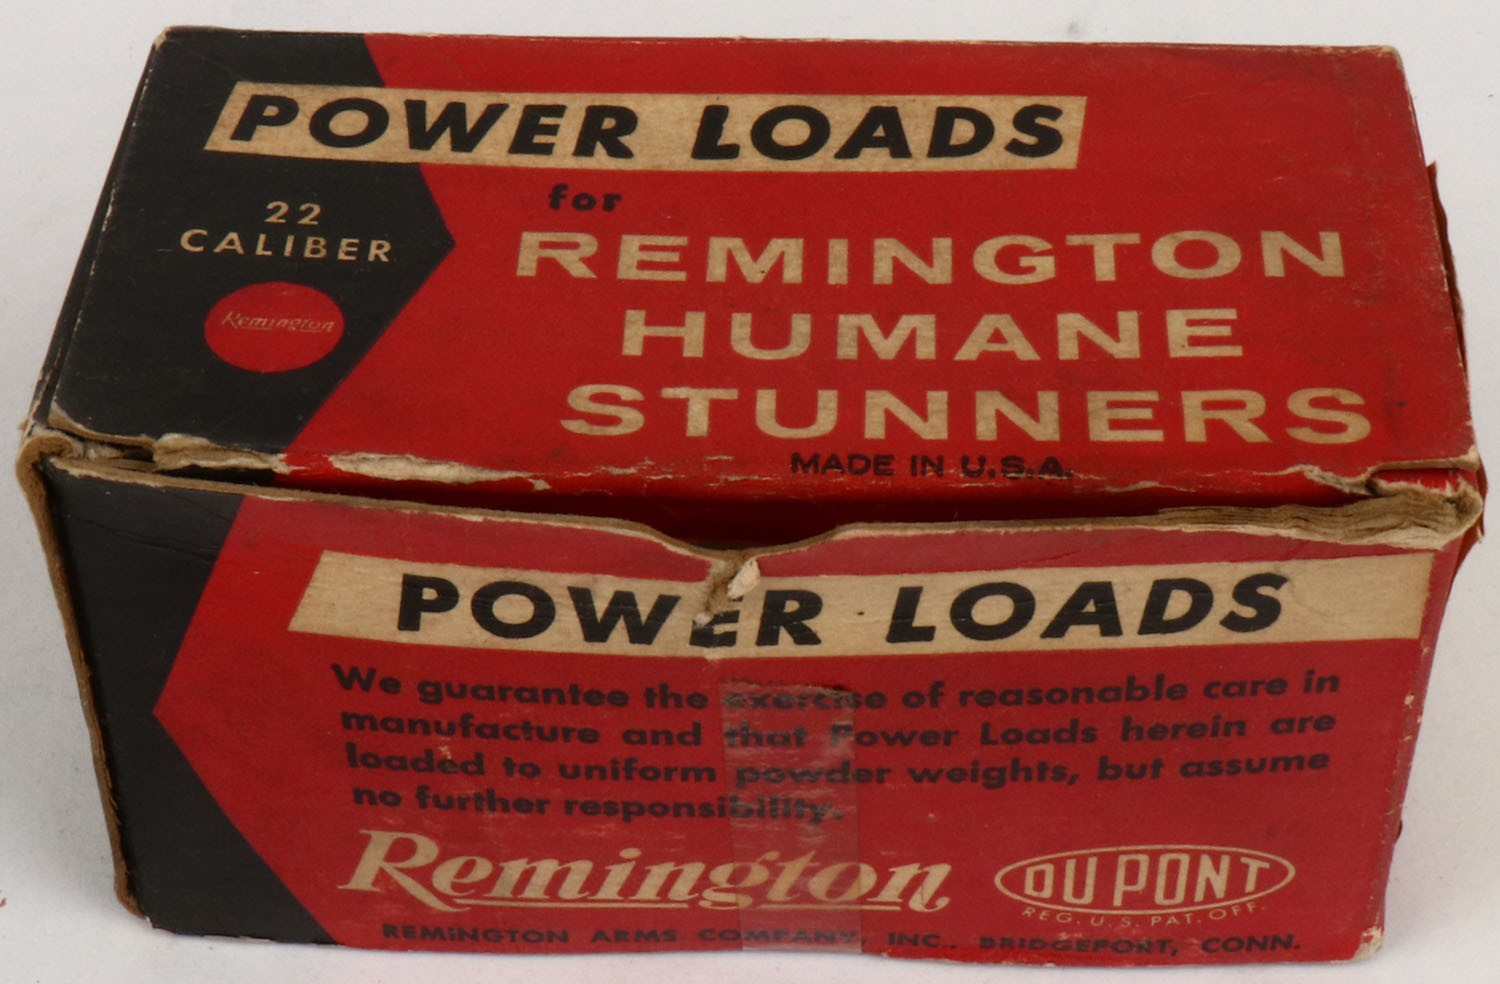 POWER LOADS
for
22
CALIBER
REMINGTON
HUMANE
STUNNERS
Remington
MADE IN U.S.A.
POWER LOADS
We guarantee the exercise of reasonable care in
manufacture and that Power Loads herein are
loaded to uniform powder weights, but assume
no further responsibility.
Remington
DU PONT
REG. U.S. PAT. OFF.
REMINGTON ARMS COMPANY, INC., BRIDGEPORT, CONN.